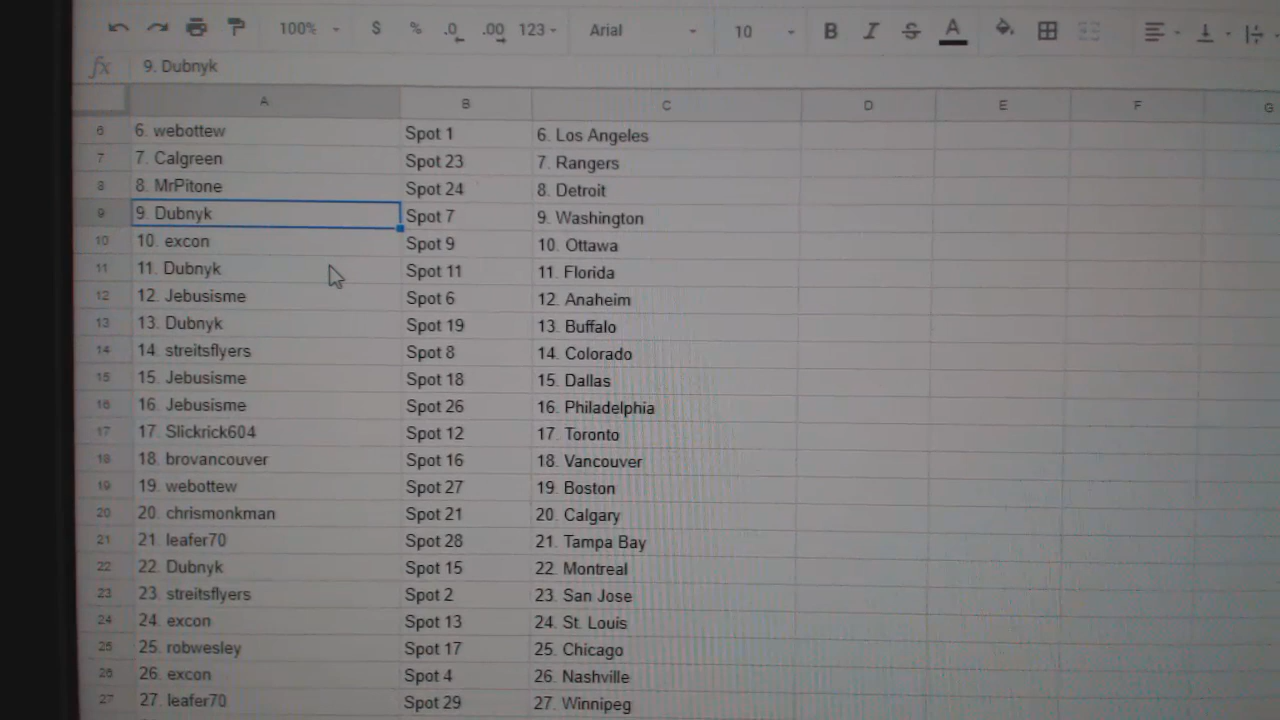 100% $ % .0 .00 123 Arial 10 B I S A
fx 9. Dubnyk
A B C D E F G
6 6. webottew Spot 1 6. Los Angeles
7 7. Calgreen Spot 23 7. Rangers
8 8. MrPitone Spot 24 8. Detroit
9 9. Dubnyk Spot 7 9. Washington
10 10. excon Spot 9 10. Ottawa
11 11. Dubnyk Spot 11 11. Florida
12 12. Jebusisme Spot 6 12. Anaheim
13 13. Dubnyk Spot 19 13. Buffalo
14 14. streitsflyers Spot 8 14. Colorado
15 15. Jebusisme Spot 18 15. Dallas
16 16. Jebusisme Spot 26 16. Philadelphia
17 17. Slickrick604 Spot 12 17. Toronto
18 18. brovancouver Spot 16 18. Vancouver
19 19. webottew Spot 27 19. Boston
20 20. chrismonkman Spot 21 20. Calgary
21 21. leafer70 Spot 28 21. Tampa Bay
22 22. Dubnyk Spot 15 22. Montreal
23 23. streitsflyers Spot 2 23. San Jose
24 24. excon Spot 13 24. St. Louis
25 25. robwesley Spot 17 25. Chicago
26 26. excon Spot 4 26. Nashville
27 27. leafer70 Spot 29 27. Winnipeg